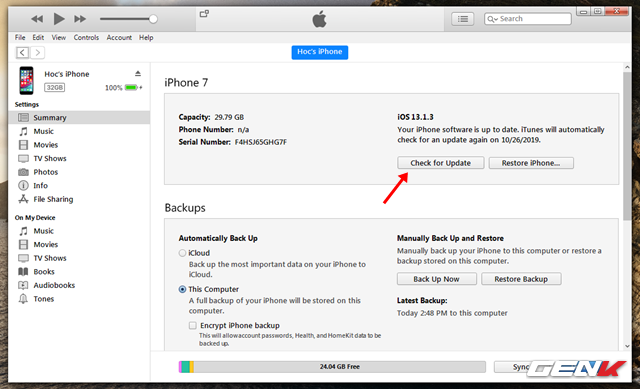 Search
File Edit View Controls Account Help
Hoc's iPhone
Hoc's iPhone
32GB 100%
Settings
Summary
Music
Movies
TV Shows
Photos
Info
File Sharing
On My Device
Music
Movies
TV Shows
Books
Audiobooks
Tones
iPhone 7
Capacity: 29.79 GB
Phone Number: n/a
Serial Number: F4HSJ65GHG7F
iOS 13.1.3
Your iPhone software is up to date. iTunes will automatically
check for an update again on 10/26/2019.
Check for Update Restore iPhone...
Backups
Automatically Back Up
iCloud
Back up the most important data on your iPhone to
iCloud.
This Computer
A full backup of your iPhone will be stored on this
computer.
Encrypt iPhone backup
This will allow account passwords, Health, and HomeKit data to be
backed up.
Manually Back Up and Restore
Manually back up your iPhone to this computer or restore a
backup stored on this computer.
Back Up Now Restore Backup
Latest Backup:
Today 2:48 PM to this computer
24.04 GB Free
Sync
GENK